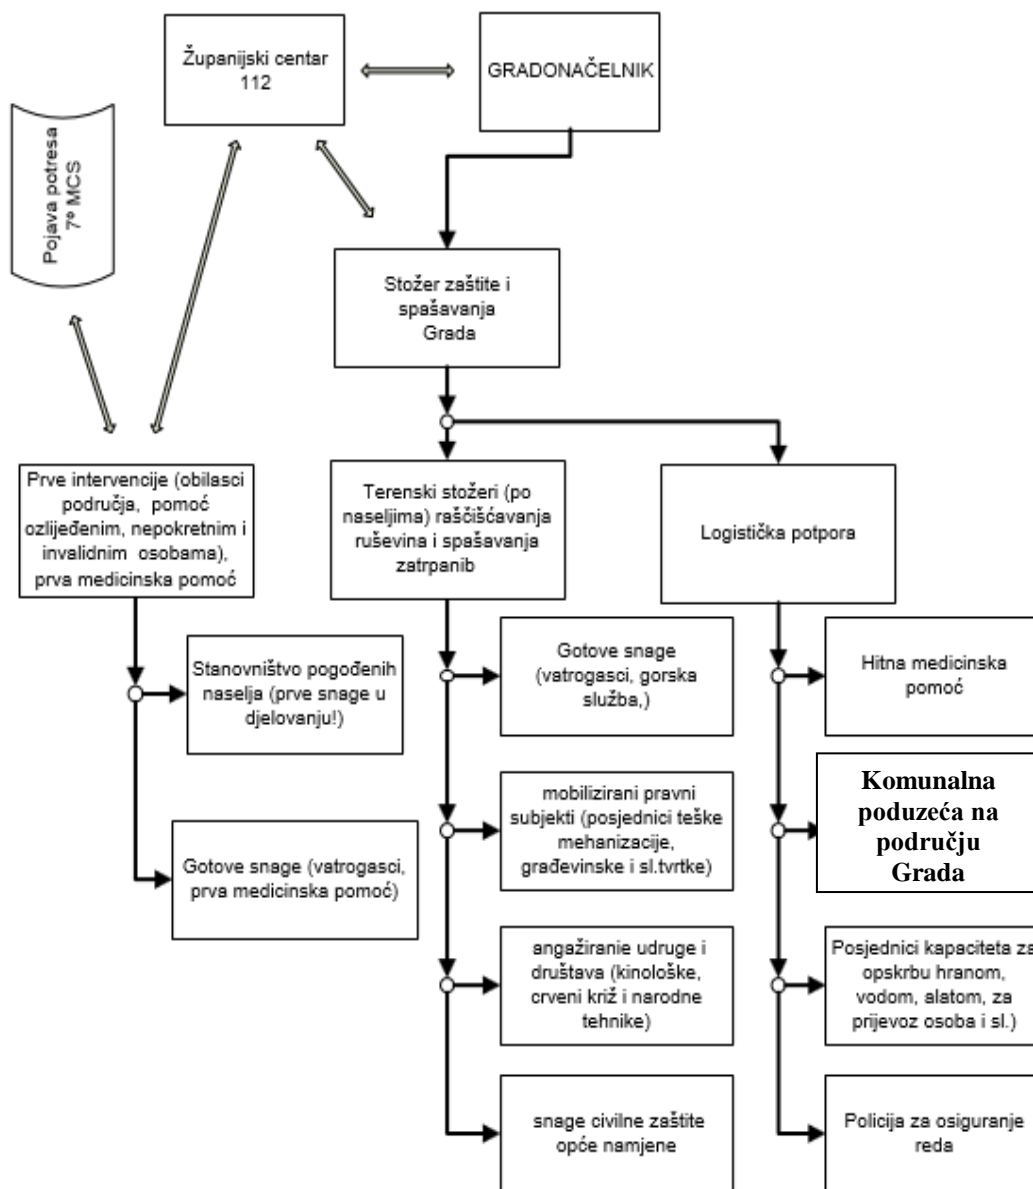 Županijski centar
112
GRADONAČELNIK
Pojava potresa
7º MCS
Stožer zaštite i
spašavanja
Grada
Prve intervencije (obilasci
područja, pomoć
ozlijeđenim, nepokretnim i
invalidnim osobama),
prva medicinska pomoć
Terenski stožeri (po
naseljima) raščišćavanja
ruševina i spašavanja
zatrpanib
Logistička potpora
Stanovništvo pogođenih
naselja (prve snage u
djelovanju!)
Gotove snage (vatrogasci,
prva medicinska pomoć)
Gotove snage
(vatrogasci, gorska
služba,)
mobilizirani pravni
subjekti (posjednici teške
mehanizacije,
građevinske i sl.tvrtke)
angažiranie udruge i
društava (kinološke,
crveni križ i narodne
tehnike)
snage civilne zaštite
opće namjene
Hitna medicinska
pomoć
Komunalna
poduzeća na
području
Grada
Posjednici kapaciteta za
opskrbu hranom,
vodom, alatom, za
prijevoz osoba i sl.)
Policija za osiguranje
reda